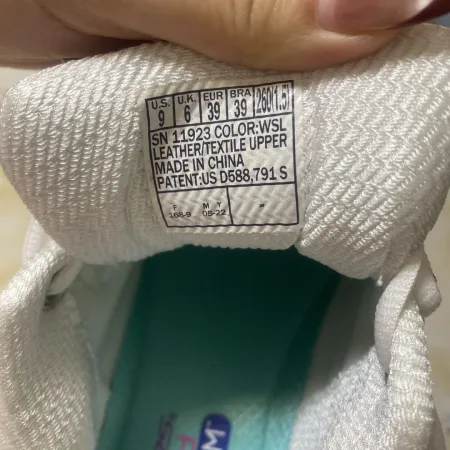 U.S. U.K. EUR BRA 260(1.5)
9 6 39 39
SN 11923 COLOR:WSL
LEATHER/TEXTILE UPPER
MADE IN CHINA
PATENT:US D588,791 S
F M Y
168-9 05-22